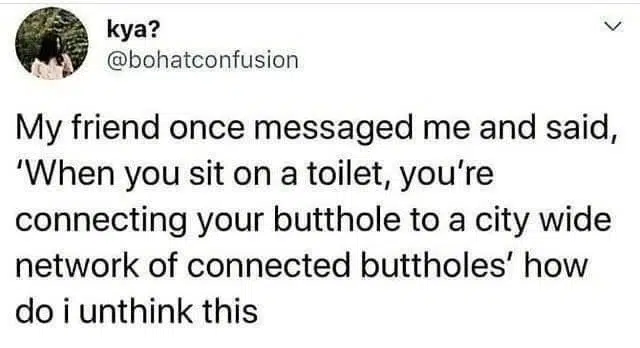 kya?
@bohatconfusion
My friend once messaged me and said,
'When you sit on a toilet, you're
connecting your butthole to a city wide
network of connected buttholes' how
do i unthink this